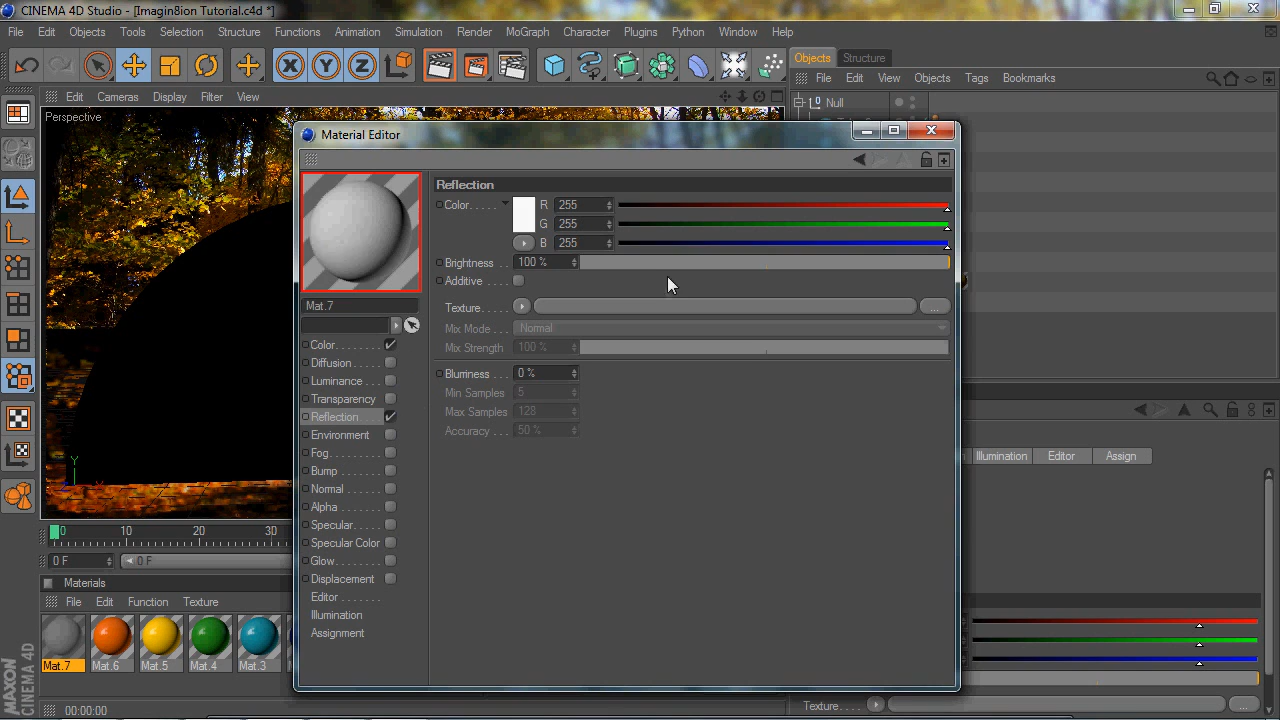 CINEMA 4D Studio - [Imagin8ion Tutorial.c4d *]
File Edit Objects Tools Selection Structure Functions Animation Simulation Render MoGraph Character Plugins Python Window Help
Objects Structure
File Edit View Objects Tags Bookmarks
Edit Cameras Display Filter View
Null
Perspective
Material Editor
Reflection
Color. . . . . R 255
G 255
B 255
Brightness . . 100 %
Additive . . . .
Mat.7
Texture. . . . . ...
Mix Mode . . . Normal
Mix Strength 100 %
Color. . . . . . .
Diffusion. . . . .
Luminance . . .
Transparency
Reflection. . . .
Environment
Fog. . . . . . . .
Bump . . . . . .
Normal . . . . .
Alpha . . . . . .
Specular. . . . .
Specular Color
Glow. . . . . . .
Displacement
Editor . . . . . . .
Illumination
Assignment
Blurriness . . 0 %
Min Samples 5
Max Samples 128
Accuracy . . . 50 %
Illumination Editor Assign
Y
X
0 10 20 30
0 F 0 F
Materials
File Edit Function Texture
Mat.7 Mat.6 Mat.5 Mat.4 Mat.3
MAXON
CINEMA 4D
00:00:00
Texture. . . . . ...